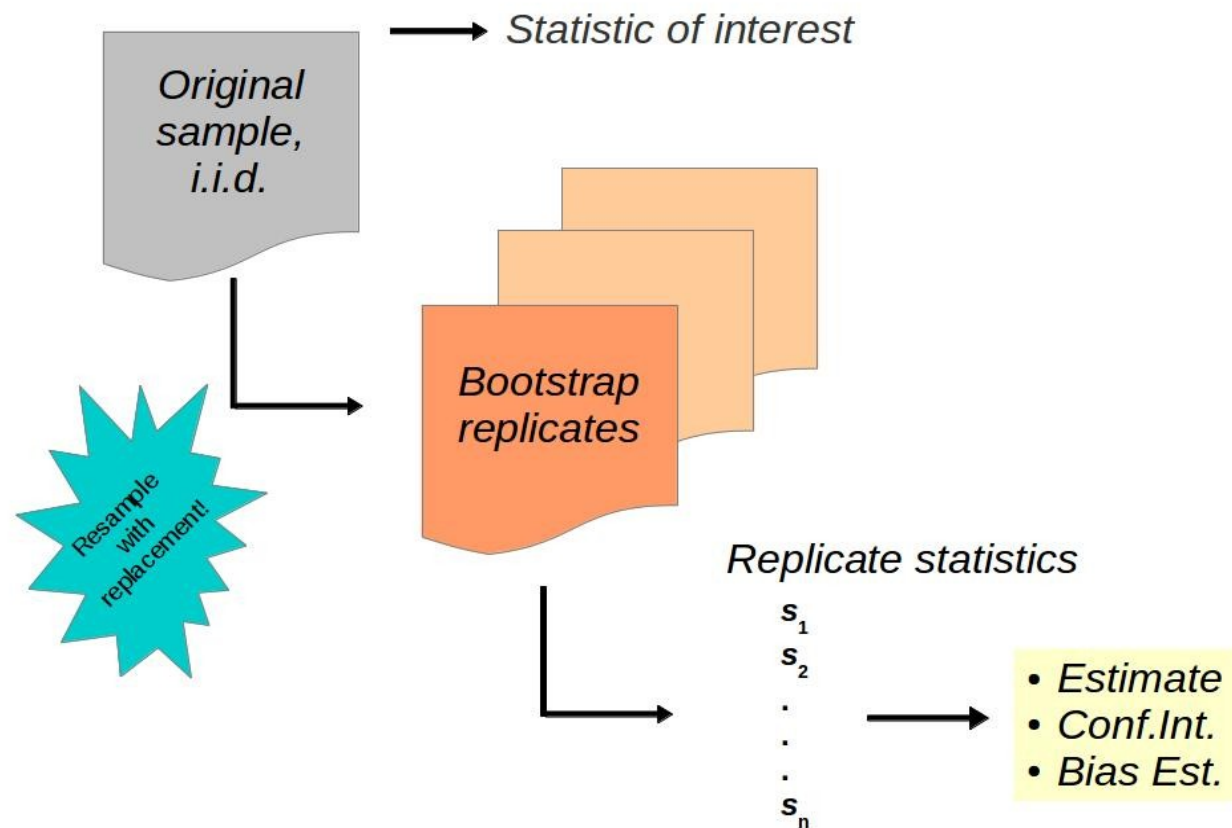 Statistic of interest
Original
sample,
i.i.d.
Bootstrap
replicates
Resample
with
replacement!
Replicate statistics
s₁
s₂
.
.
.
sₙ
• Estimate
• Conf.Int.
• Bias Est.